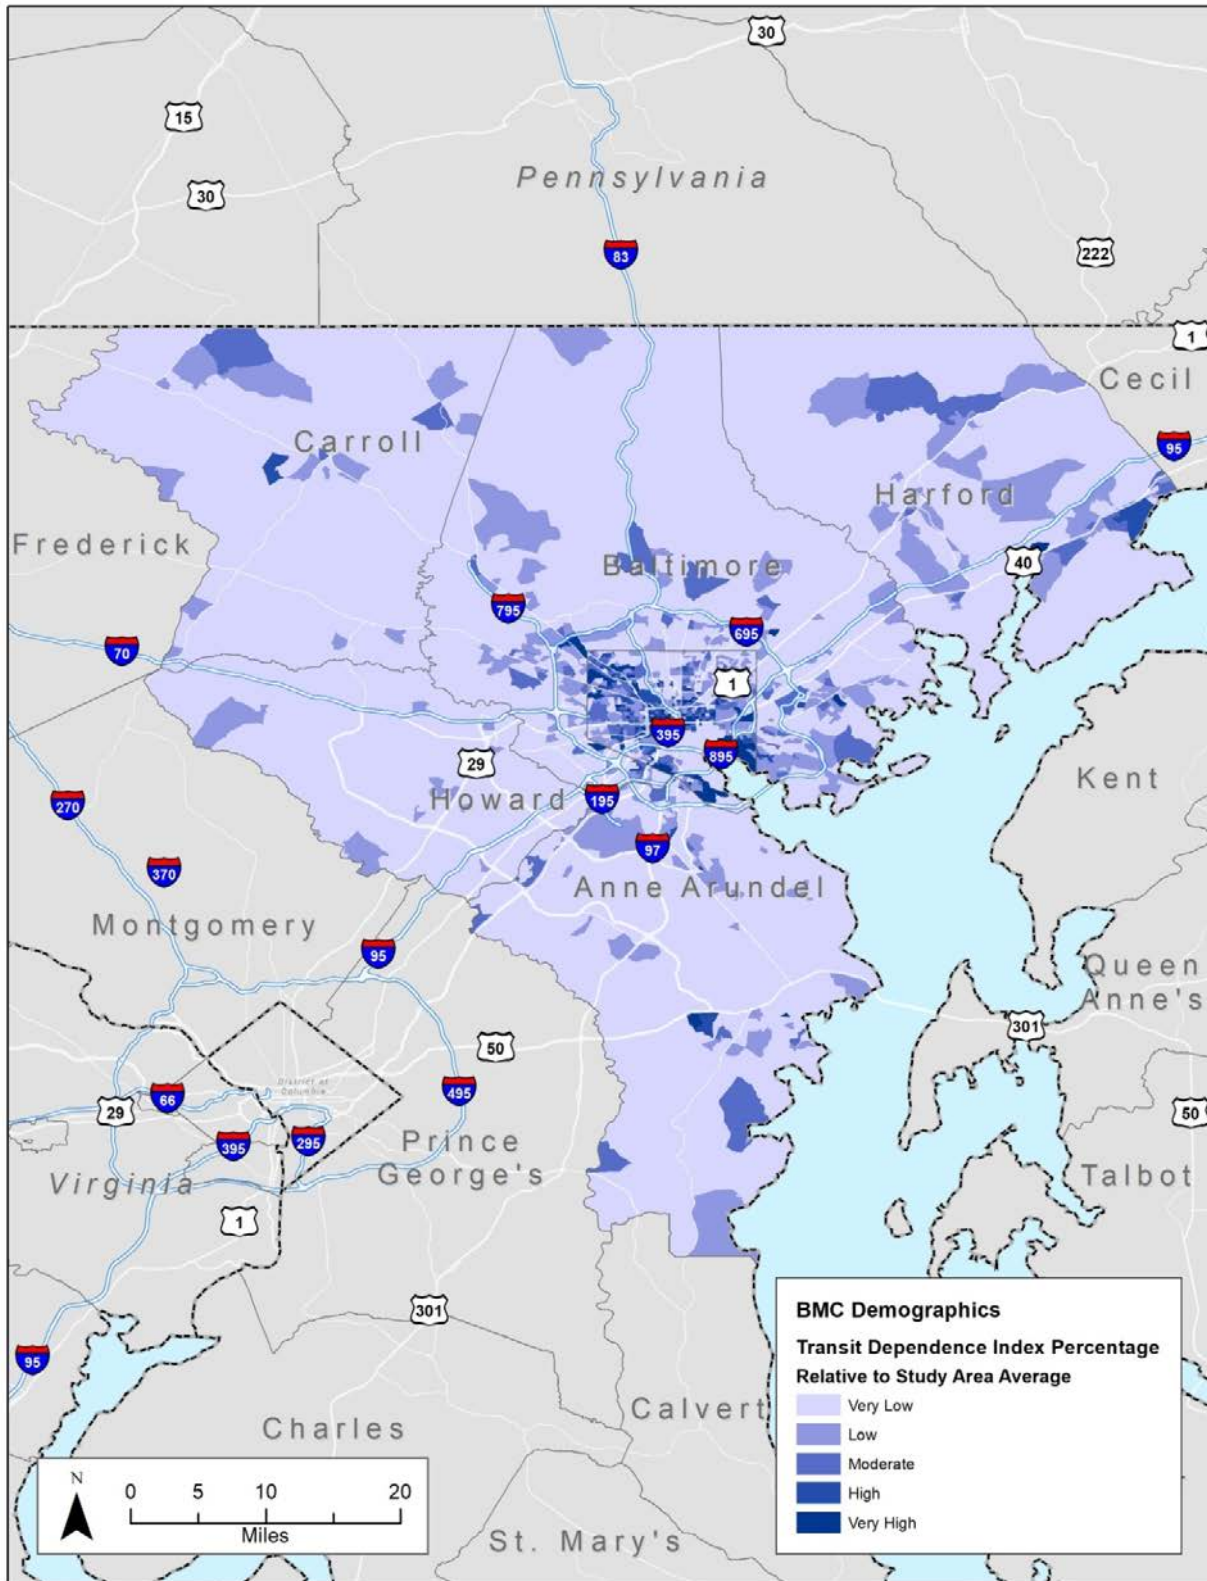 30
15
Pennsylvania
30
83
222
1
Cecil
Carroll
95
Harford
Frederick
40
Baltimore
795
695
70
1
395
895
29
Kent
Howard
195
270
97
370
Anne Arundel
Montgomery
95
Queen
Anne's
301
50
District of
Columbia
66
495
29
50
395
295
Prince
George's
Virginia
Talbot
1
301
95
Calvert
Charles
St. Mary's
BMC Demographics
Transit Dependence Index Percentage
Relative to Study Area Average
Very Low
Low
Moderate
High
Very High
N
0 5 10 20
Miles